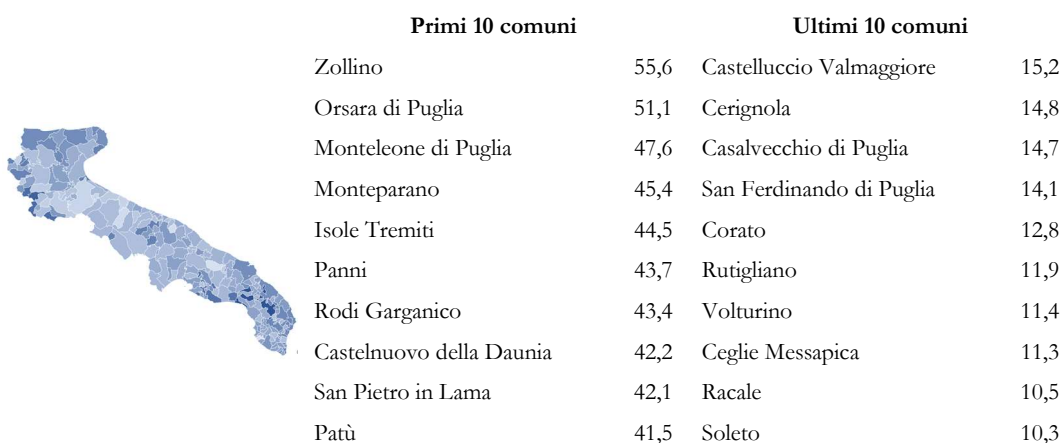 Primi 10 comuni Ultimi 10 comuni
Zollino 55,6 Castelluccio Valmaggiore 15,2
Orsara di Puglia 51,1 Cerignola 14,8
Monteleone di Puglia 47,6 Casalvecchio di Puglia 14,7
Monteparano 45,4 San Ferdinando di Puglia 14,1
Isole Tremiti 44,5 Corato 12,8
Panni 43,7 Rutigliano 11,9
Rodi Garganico 43,4 Volturino 11,4
Castelnuovo della Daunia 42,2 Ceglie Messapica 11,3
San Pietro in Lama 42,1 Racale 10,5
Patù 41,5 Soleto 10,3